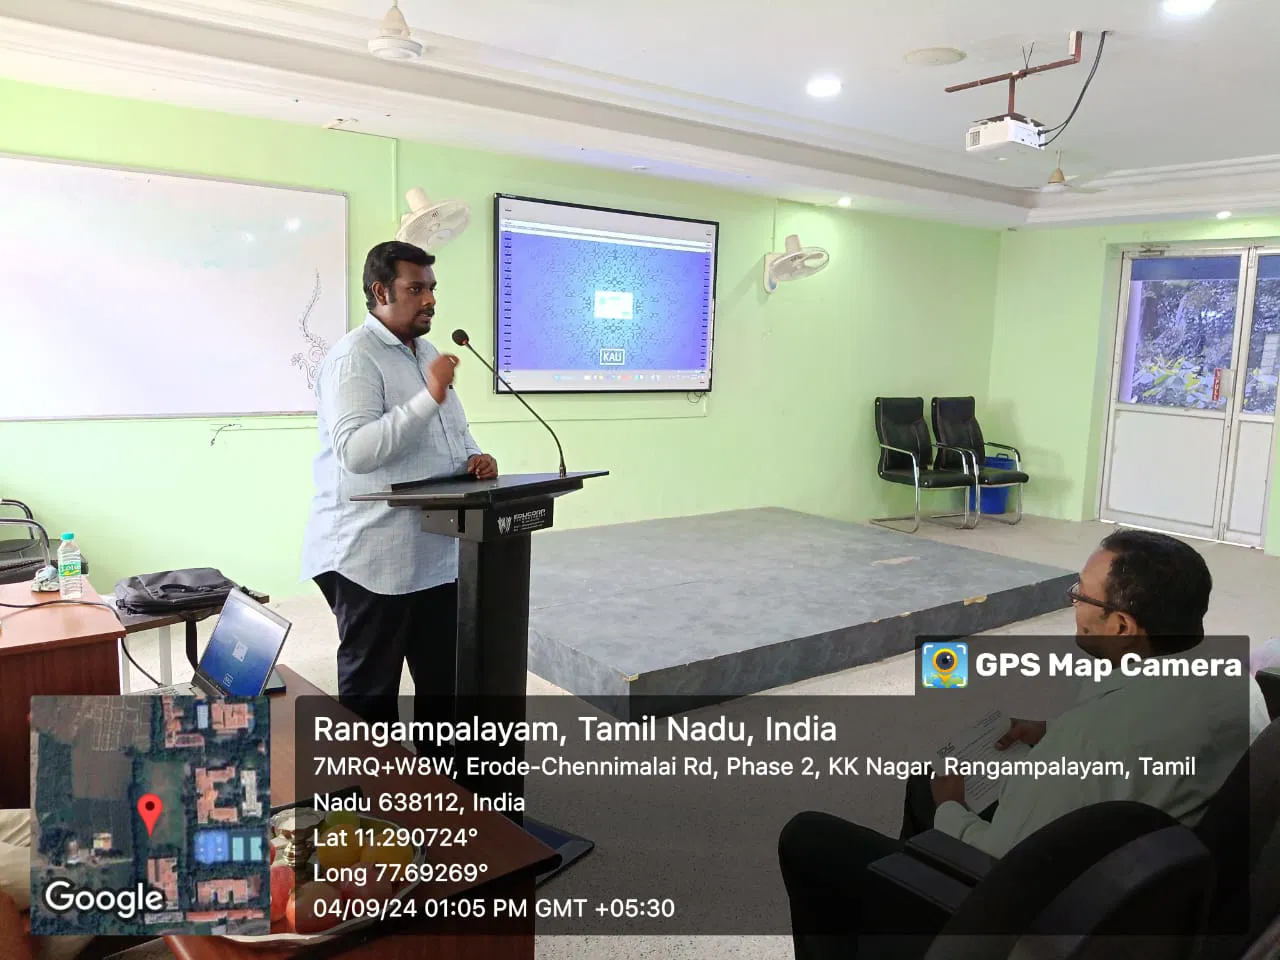 KALI
EDUCORR
GPS Map Camera
Rangampalayam, Tamil Nadu, India
7MRQ+W8W, Erode-Chennimalai Rd, Phase 2, KK Nagar, Rangampalayam, Tamil
Nadu 638112, India
Lat 11.290724°
Long 77.69269°
04/09/24 01:05 PM GMT +05:30
Google